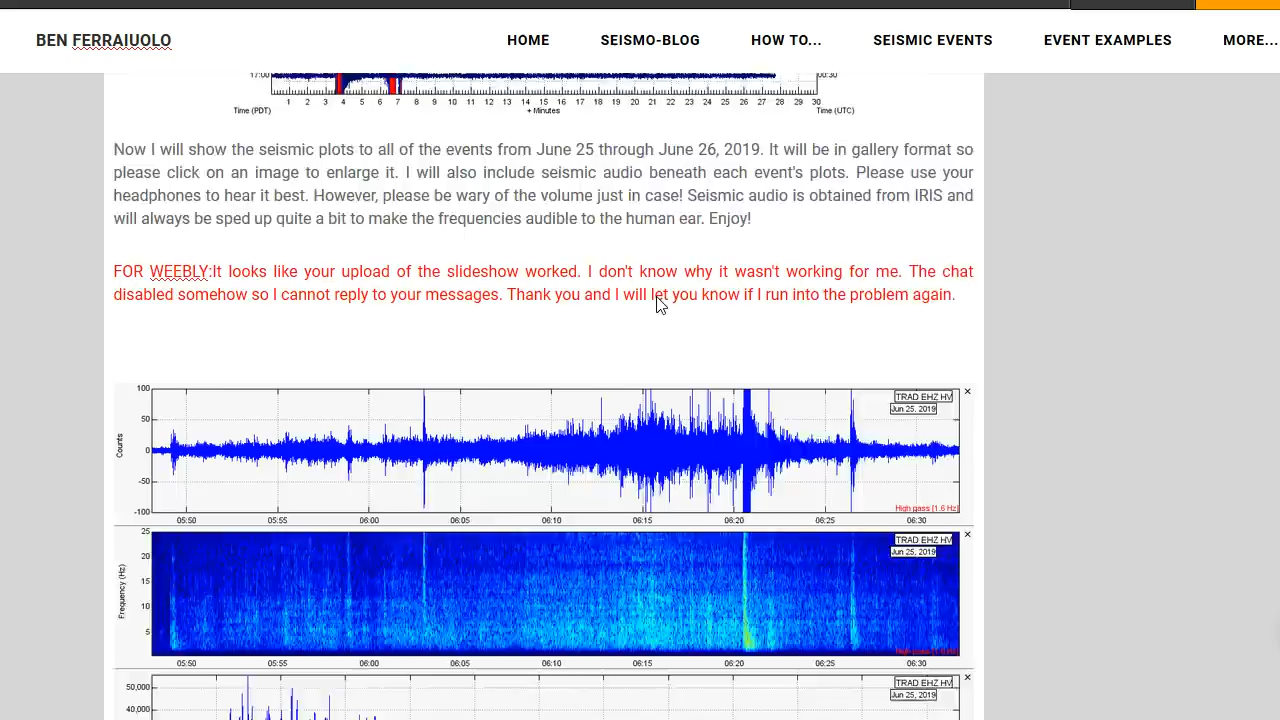 BEN FERRAIUOLO
HOME SEISMO-BLOG HOW TO... SEISMIC EVENTS EVENT EXAMPLES MORE...
17:00 00:30
1 2 3 4 5 6 7 8 9 10 11 12 13 14 15 16 17 18 19 20 21 22 23 24 25 26 27 28 29 30
Time (PDT) + Minutes Time (UTC)
Now I will show the seismic plots to all of the events from June 25 through June 26, 2019. It will be in gallery format so
please click on an image to enlarge it. I will also include seismic audio beneath each event's plots. Please use your
headphones to hear it best. However, please be wary of the volume just in case! Seismic audio is obtained from IRIS and
will always be sped up quite a bit to make the frequencies audible to the human ear. Enjoy!
FOR WEEBLY:It looks like your upload of the slideshow worked. I don't know why it wasn't working for me. The chat
disabled somehow so I cannot reply to your messages. Thank you and I will let you know if I run into the problem again.
100
TRAD EHZ HV
Jun 25, 2019
50
Counts
0
-50
High pass [1.6 Hz]
-100
05:50 05:55 06:00 06:05 06:10 06:15 06:20 06:25 06:30
25
TRAD EHZ HV
Jun 25, 2019
20
15
Frequency (Hz)
10
5
High pass [1.6 Hz]
05:50 05:55 06:00 06:05 06:10 06:15 06:20 06:25 06:30
50,000
TRAD EHZ HV
Jun 25, 2019
40,000